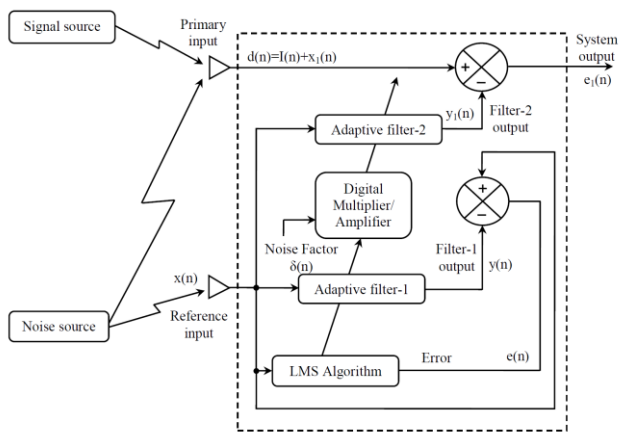 Signal source
Primary
input
d(n)=I(n)+x₁(n)
+
−
System
output
e₁(n)
y₁(n)
Filter-2
output
Adaptive filter-2
Digital
Multiplier/
Amplifier
+
−
Noise Factor
δ(n)
Filter-1
output
y(n)
x(n)
Adaptive filter-1
Reference
input
Noise source
LMS Algorithm
Error
e(n)